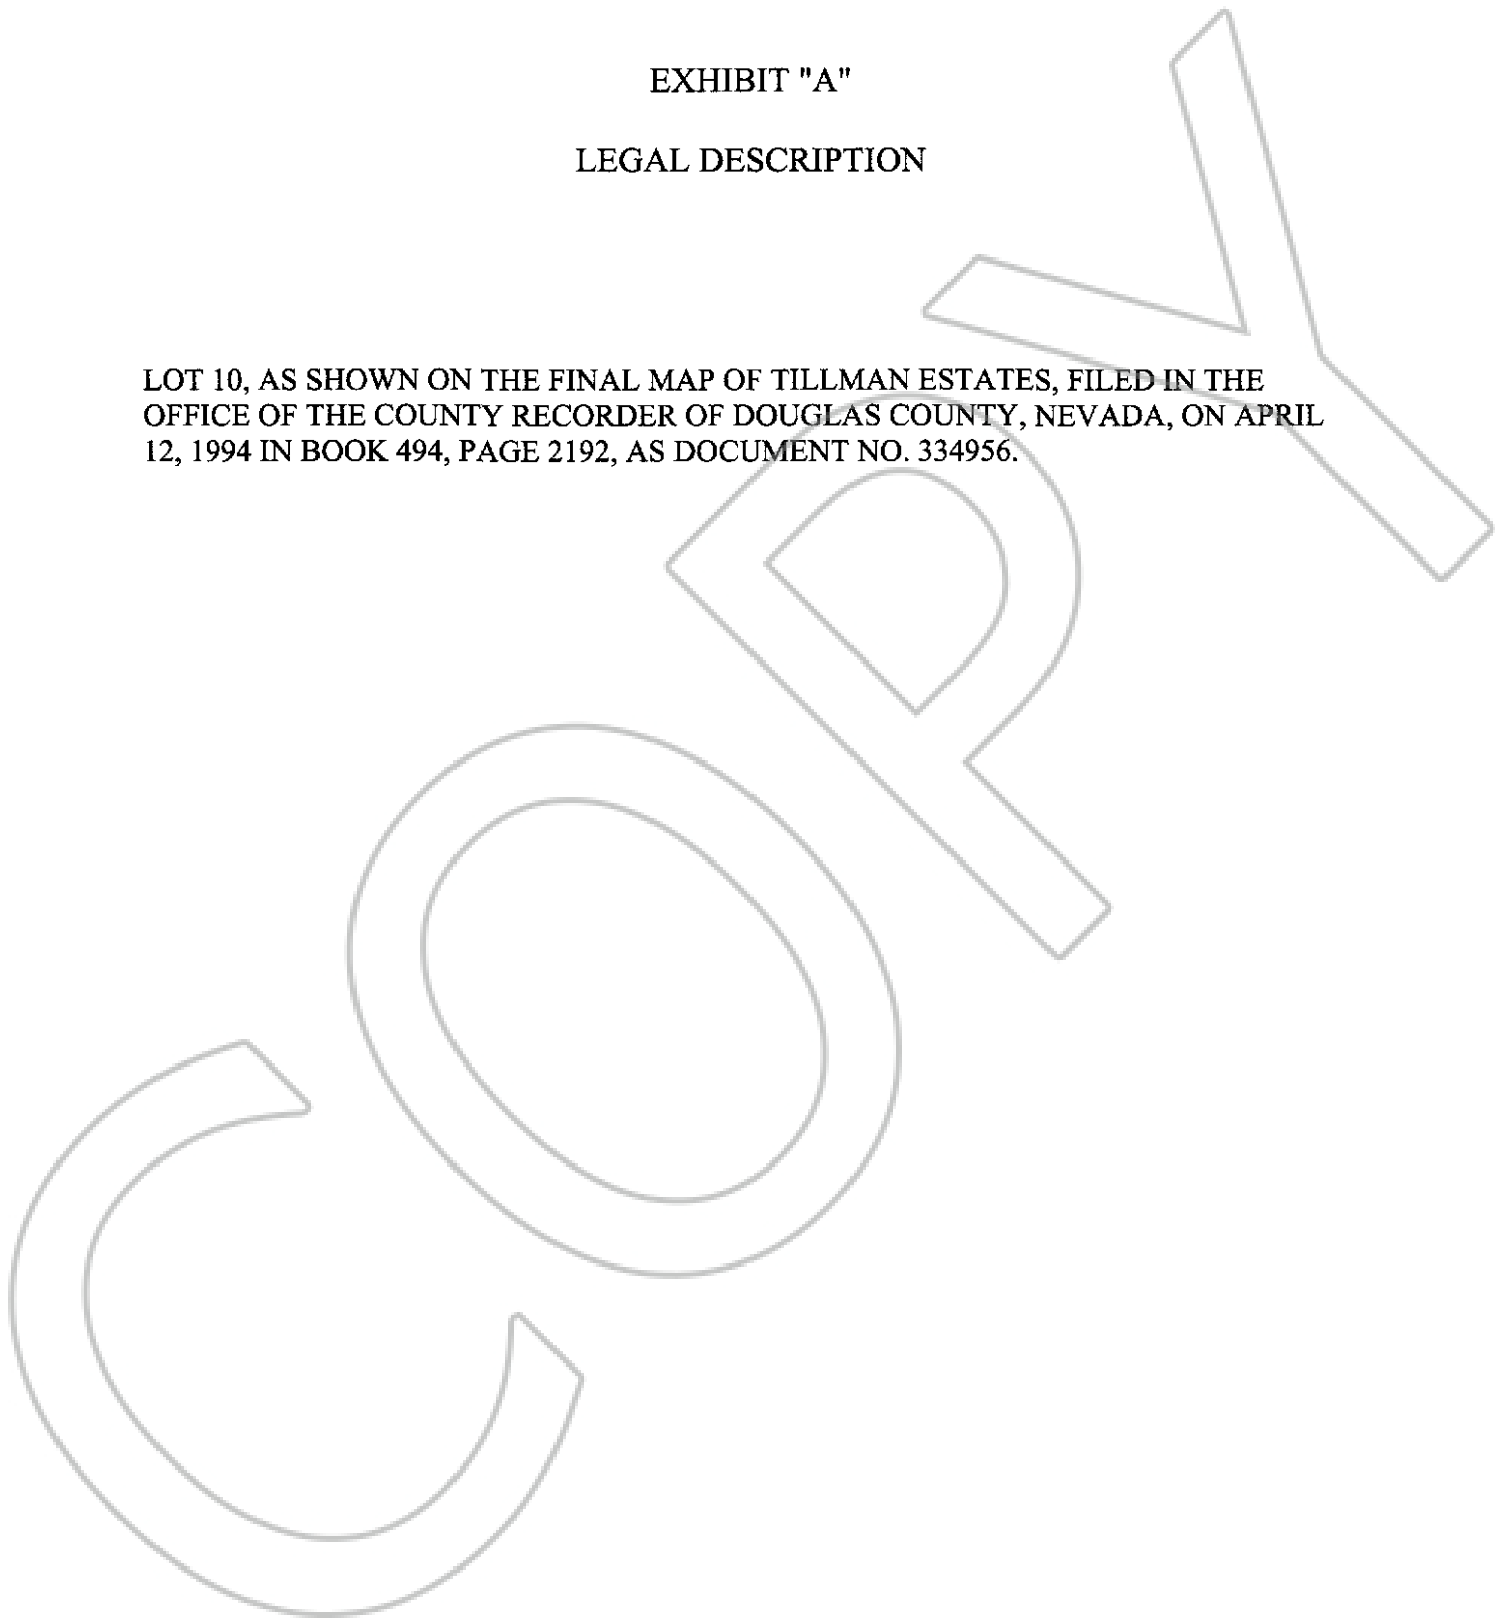 EXHIBIT "A"
LEGAL DESCRIPTION
LOT 10, AS SHOWN ON THE FINAL MAP OF TILLMAN ESTATES, FILED IN THE
OFFICE OF THE COUNTY RECORDER OF DOUGLAS COUNTY, NEVADA, ON APRIL
12, 1994 IN BOOK 494, PAGE 2192, AS DOCUMENT NO. 334956.
COPY